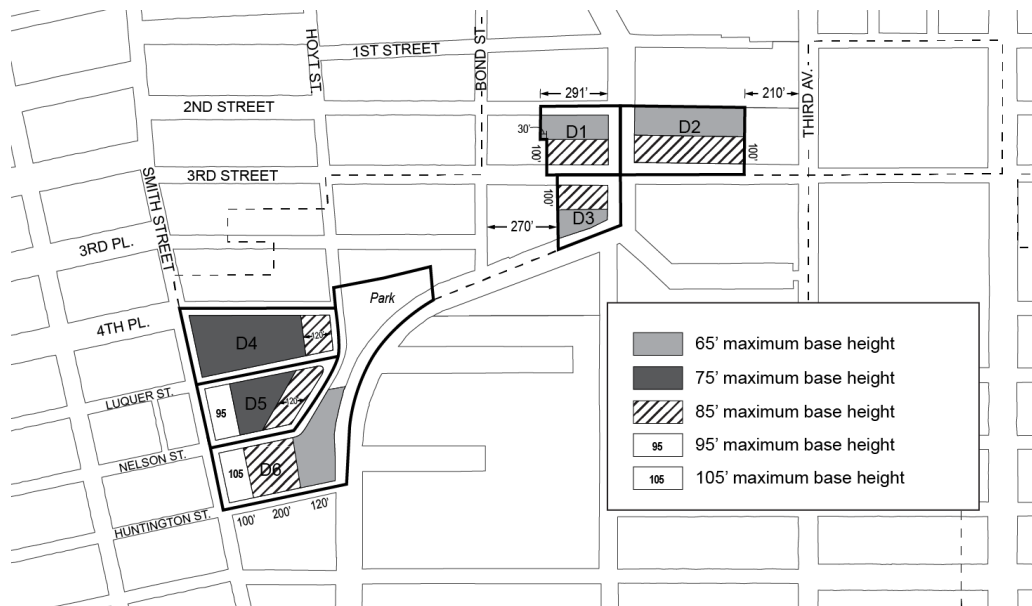 HOYT ST.
1ST STREET
BOND ST.
THIRD AV.
2ND STREET
291'
210'
30'
D1
D2
100'
100'
3RD STREET
SMITH STREET
100'
D3
270'
3RD PL.
Park
4TH PL.
D4
120'
LUQUER ST.
95
D5
120'
NELSON ST.
105
D6
HUNTINGTON ST.
100'
200'
120'
65' maximum base height
75' maximum base height
85' maximum base height
95 95' maximum base height
105 105' maximum base height